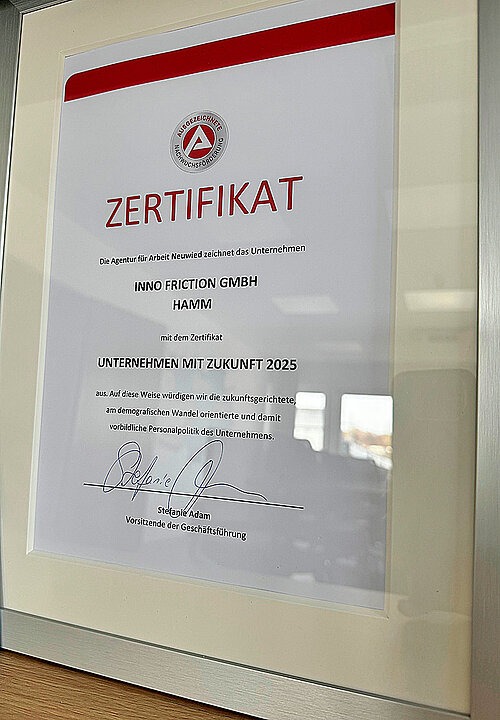 AUSGEZEICHNETE
NACHWUCHSFÖRDERUNG
ZERTIFIKAT
Die Agentur für Arbeit Neuwied zeichnet das Unternehmen
INNO FRICTION GMBH
HAMM
mit dem Zertifikat
UNTERNEHMEN MIT ZUKUNFT 2025
aus. Auf diese Weise würdigen wir die zukunftsgerichtete,
am demografischen Wandel orientierte und damit
vorbildliche Personalpolitik des Unternehmens.
Stefanie Adam
Vorsitzende der Geschäftsführung